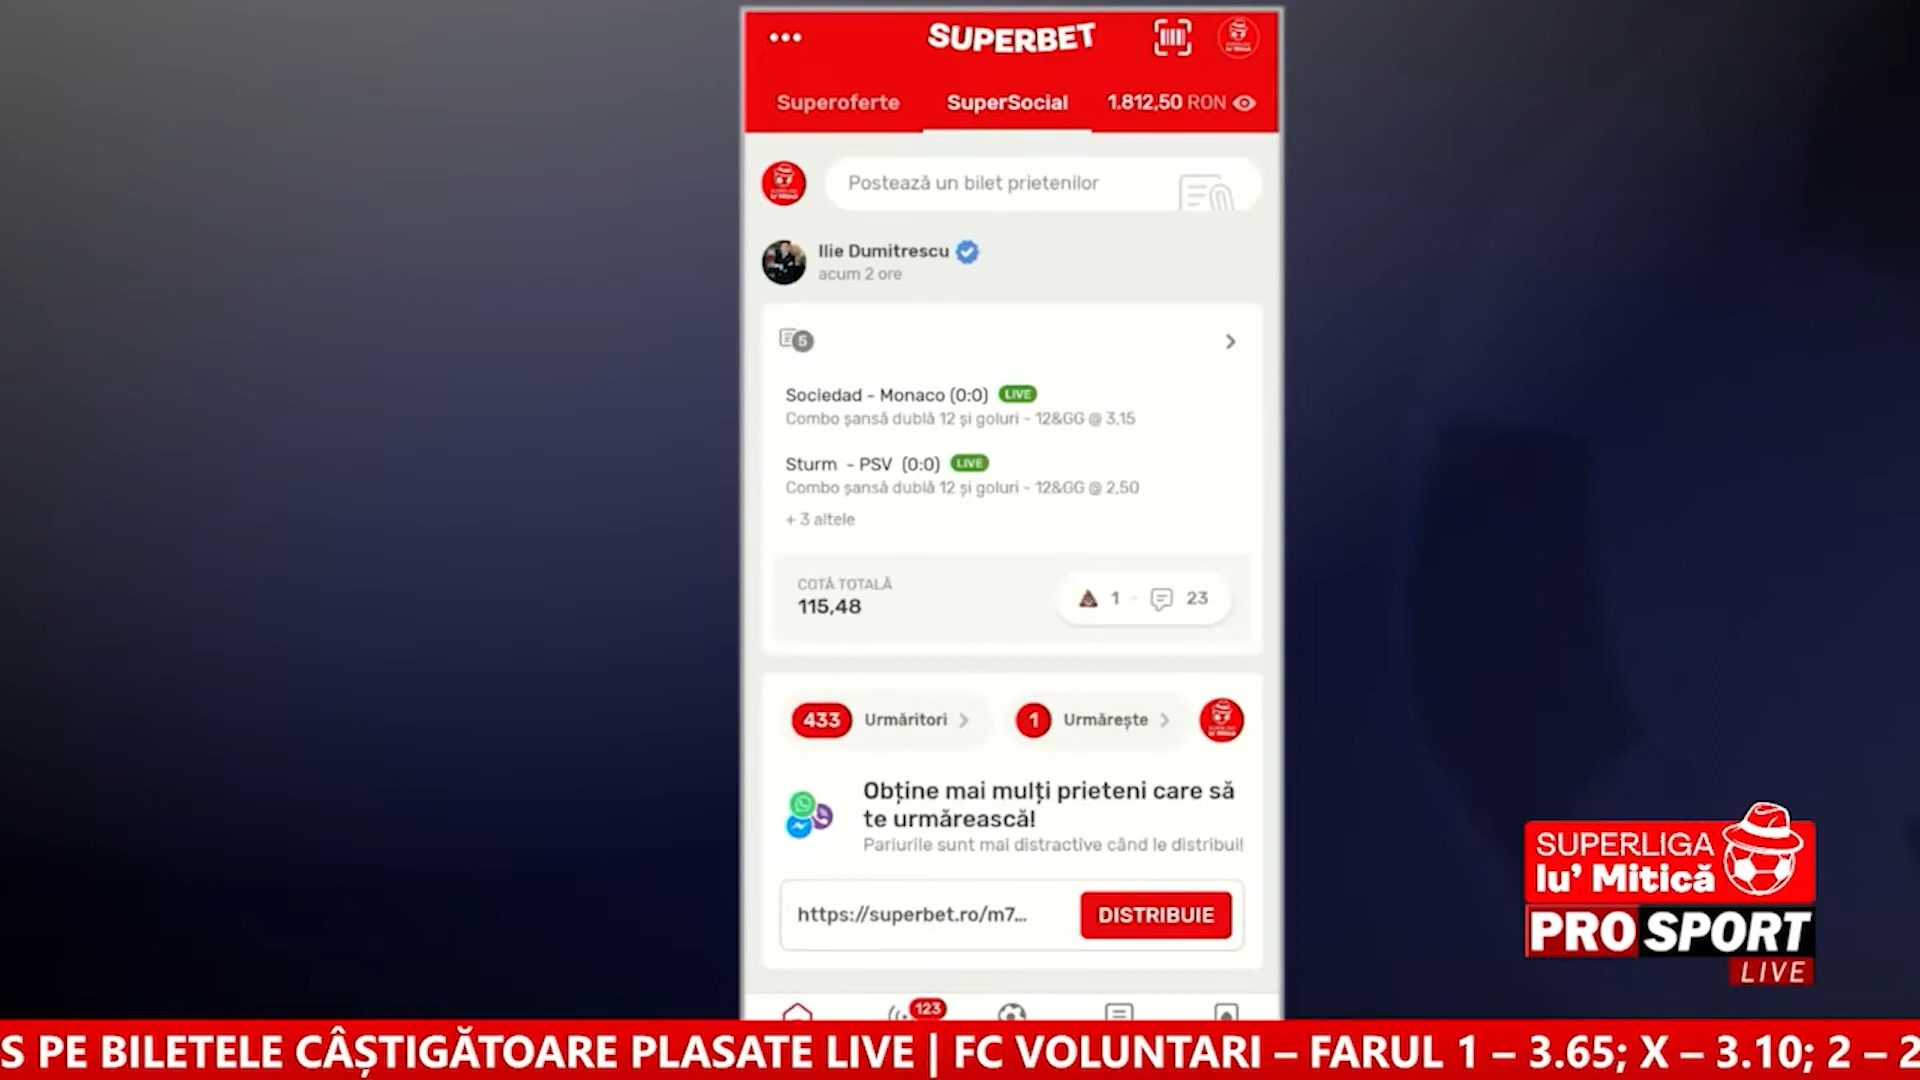 SUPERBET
Superoferte
SuperSocial
1.812,50 RON
Postează un bilet prietenilor
Ilie Dumitrescu
acum 2 ore
5
Sociedad - Monaco (0:0) LIVE
Combo șansă dublă 12 și goluri - 12&GG @ 3,15
Sturm - PSV (0:0) LIVE
Combo șansă dublă 12 și goluri - 12&GG @ 2,50
+ 3 altele
COTĂ TOTALĂ
115,48
1
23
433 Urmăritori
1 Urmărește
Obține mai mulți prieteni care să
te urmărească!
Pariurile sunt mai distractive când le distribui!
https://superbet.ro/m7...
DISTRIBUIE
123
SUPERLIGA
lu' Mitică
PRO SPORT
LIVE
S PE BILETELE CÂȘTIGĂTOARE PLASATE LIVE | FC VOLUNTARI – FARUL 1 – 3.65; X – 3.10; 2 – 2